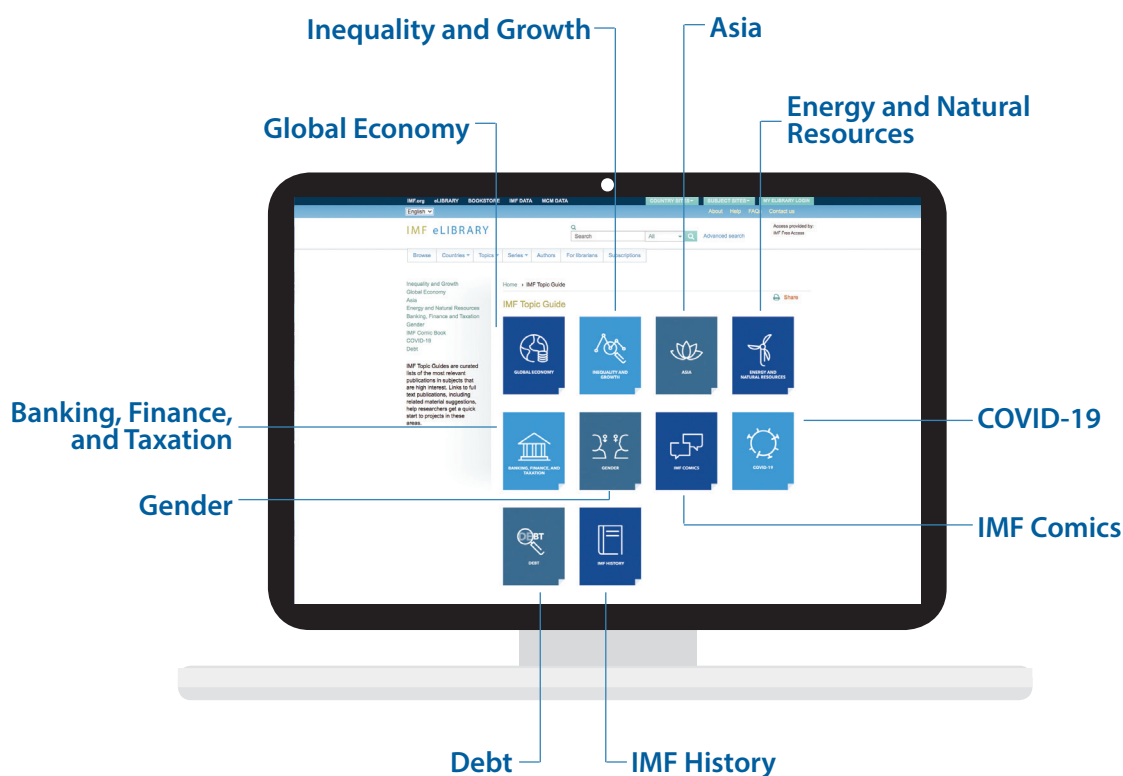 Inequality and Growth
Asia
Energy and Natural
Resources
Global Economy
IMF.org eLIBRARY BOOKSTORE IMF DATA MCM DATA COUNTRY SITES SUBJECT SITES MY ELIBRARY LOGIN
English About Help FAQ Contact us
IMF eLIBRARY
Search All Advanced search
Access provided by:
IMF Free Access
Browse Countries Topics Series Authors For librarians Subscriptions
Inequality and Growth
Global Economy
Asia
Energy and Natural Resources
Banking, Finance and Taxation
Gender
IMF Comic Book
COVID-19
Debt
IMF Topic Guides are curated
lists of the most relevant
publications in subjects that
are high interest. Links to full
text publications, including
related material suggestions,
help researchers get a quick
start to projects in these
areas.
Home › IMF Topic Guide
Share
IMF Topic Guide
GLOBAL ECONOMY
INEQUALITY AND
GROWTH
ASIA
ENERGY AND
NATURAL RESOURCES
BANKING, FINANCE, AND
TAXATION
GENDER
IMF COMICS
COVID-19
DEBT
DEBT
IMF HISTORY
Banking, Finance,
and Taxation
COVID-19
Gender
IMF Comics
Debt
IMF History